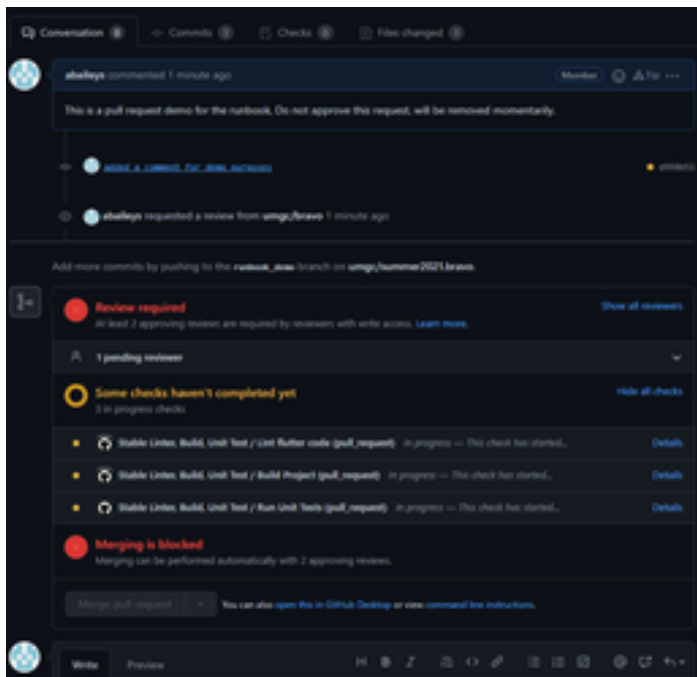 Conversation
Commits
Checks
Files changed
abaileys commented 1 minute ago
Member
This is a pull request demo for the runbook. Do not approve this request, will be removed momentarily.
added a comment for demo purposes
abaileys requested a review from umgc/bravo 1 minute ago
Add more commits by pushing to the runbook_demo branch on umgc/summer2021.bravo.
Review required
Show all reviewers
At least 2 approving reviews are required by reviewers with write access. Learn more.
1 pending reviewer
Some checks haven't completed yet
Hide all checks
3 in progress checks
Stable Linter, Build, Unit Test / Lint flutter code (pull_request) In progress — This check has started...
Details
Stable Linter, Build, Unit Test / Build Project (pull_request) In progress — This check has started...
Details
Stable Linter, Build, Unit Test / Run Unit Tests (pull_request) In progress — This check has started...
Details
Merging is blocked
Merging can be performed automatically with 2 approving reviews.
Merge pull request
You can also open this in GitHub Desktop or view command line instructions.
Write
Preview
H B I